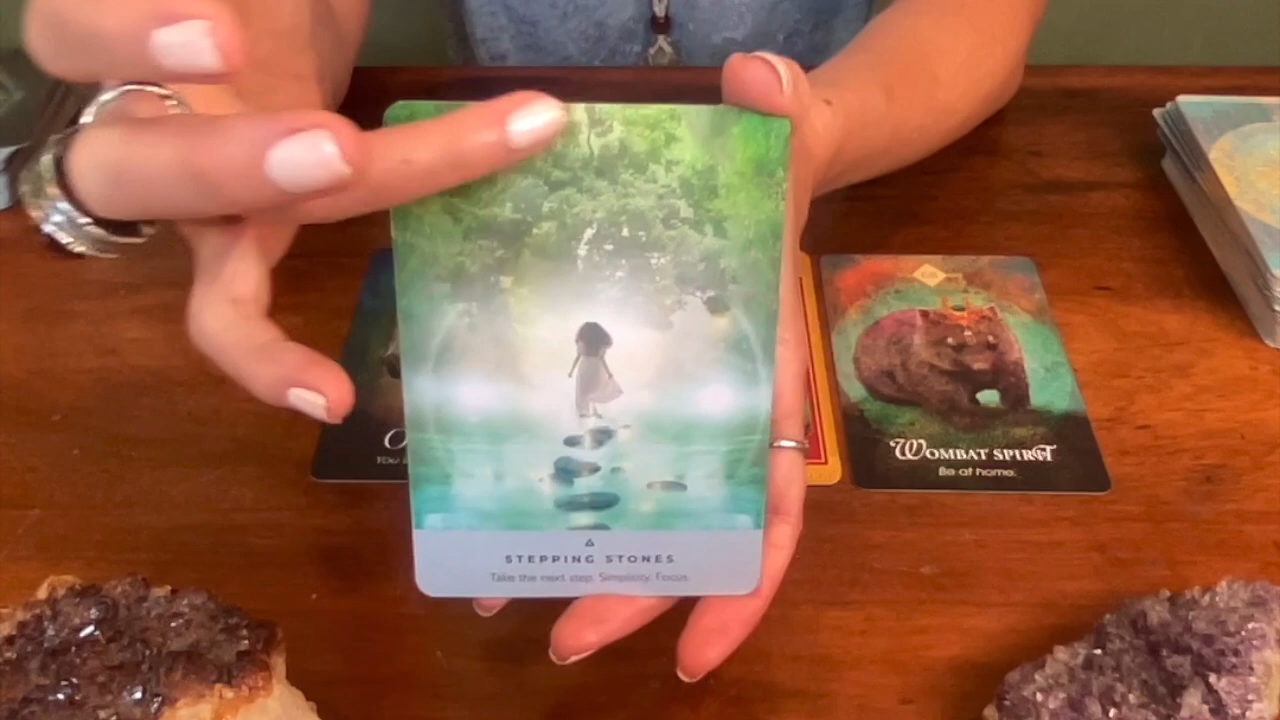 STEPPING STONES
Take the next step. Simplicity. Focus.
WOMBAT SPIRIT
Be at home.